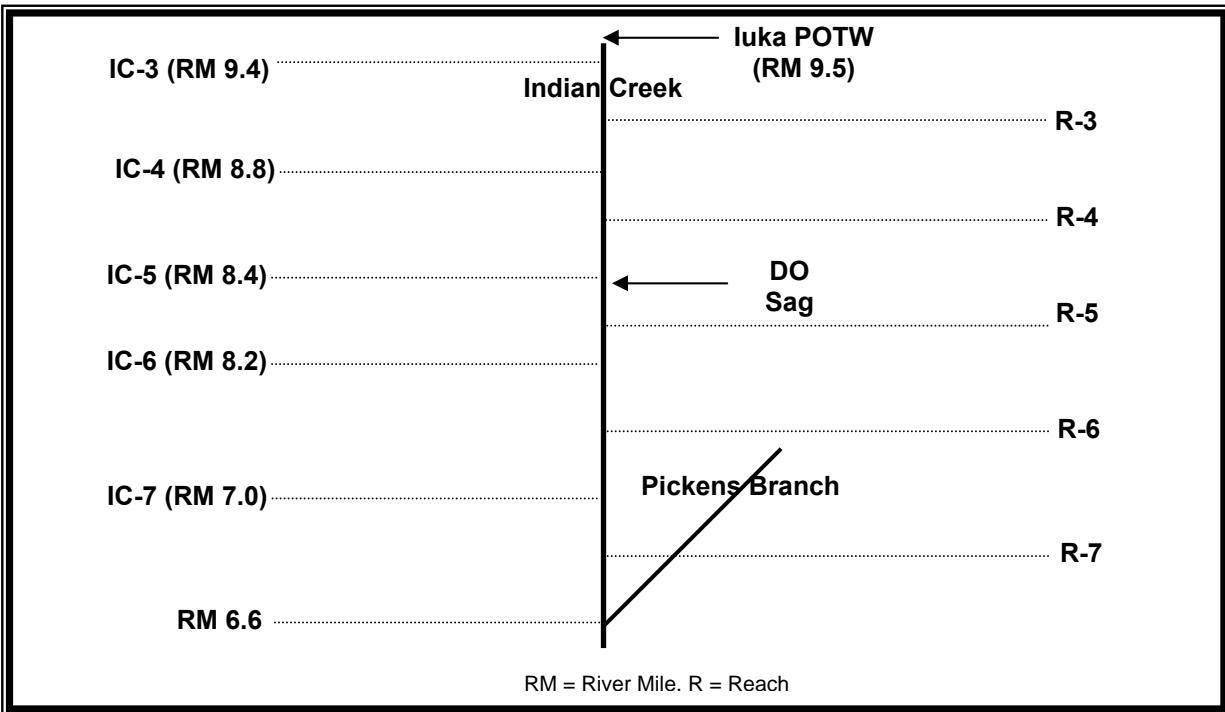 Iuka POTW
(RM 9.5)
IC-3 (RM 9.4)
Indian Creek
R-3
IC-4 (RM 8.8)
R-4
IC-5 (RM 8.4)
DO
Sag
R-5
IC-6 (RM 8.2)
R-6
Pickens Branch
IC-7 (RM 7.0)
R-7
RM 6.6
RM = River Mile. R = Reach